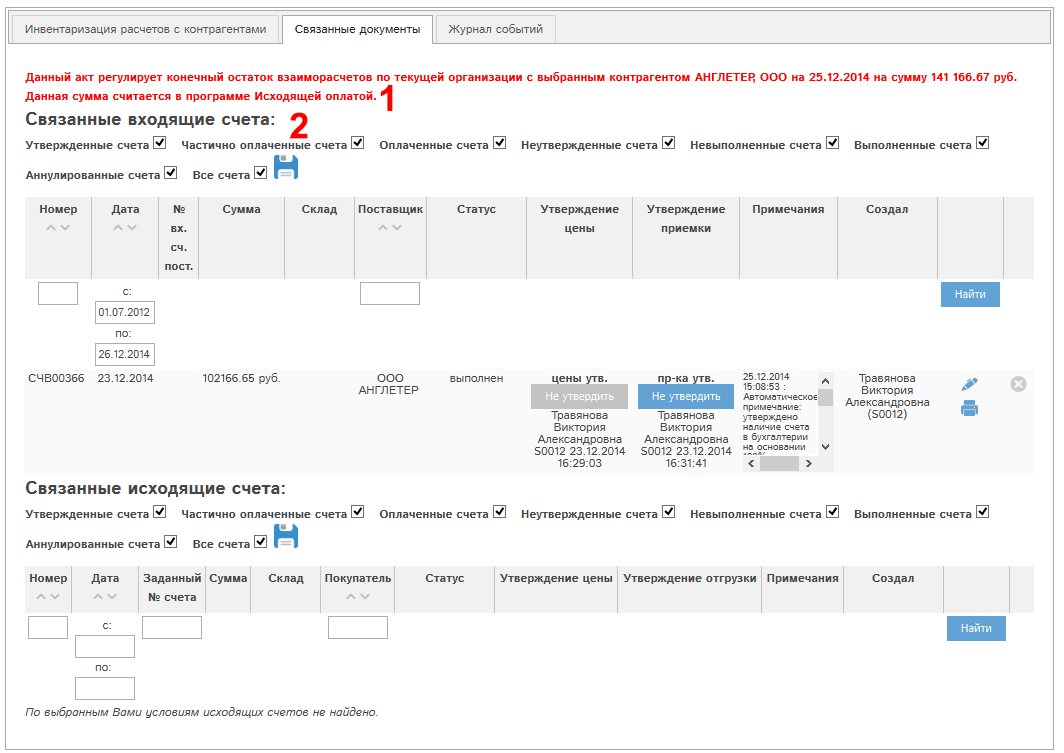 Инвентаризация расчетов с контрагентами Связанные документы Журнал событий
Данный акт регулирует конечный остаток взаиморасчетов по текущей организации с выбранным контрагентом АНГЛЕТЕР, ООО на 25.12.2014 на сумму 141 166.67 руб.
Данная сумма считается в программе Исходящей оплатой. 1
Связанные входящие счета: 2
Утвержденные счета Частично оплаченные счета Оплаченные счета Неутвержденные счета Невыполненные счета Выполненные счета
Аннулированные счета Все счета
Номер Дата № Сумма Склад Поставщик Статус Утверждение Утверждение Примечания Создал
вх. цены приемки
сч.
пост.
с: Найти
01.07.2012
по:
26.12.2014
СЧВ00366 23.12.2014 102166.65 руб. ООО АНГЛЕТЕР выполнен
цены утв.
Не утвердить
Травянова
Виктория
Александровна
S0012 23.12.2014
16:29:03
пр-ка утв.
Не утвердить
Травянова
Виктория
Александровна
S0012 23.12.2014
16:31:41
25.12.2014
15:08:53 :
Автоматическое
примечание:
утверждено
наличие счета
в бухгалтерии
на основании
100%
Травянова
Виктория
Александровна
(S0012)
Связанные исходящие счета:
Утвержденные счета Частично оплаченные счета Оплаченные счета Неутвержденные счета Невыполненные счета Выполненные счета
Аннулированные счета Все счета
Номер Дата Заданный Сумма Склад Покупатель Статус Утверждение цены Утверждение отгрузки Примечания Создал
№ счета
с: Найти
по:
По выбранным Вами условиям исходящих счетов не найдено.